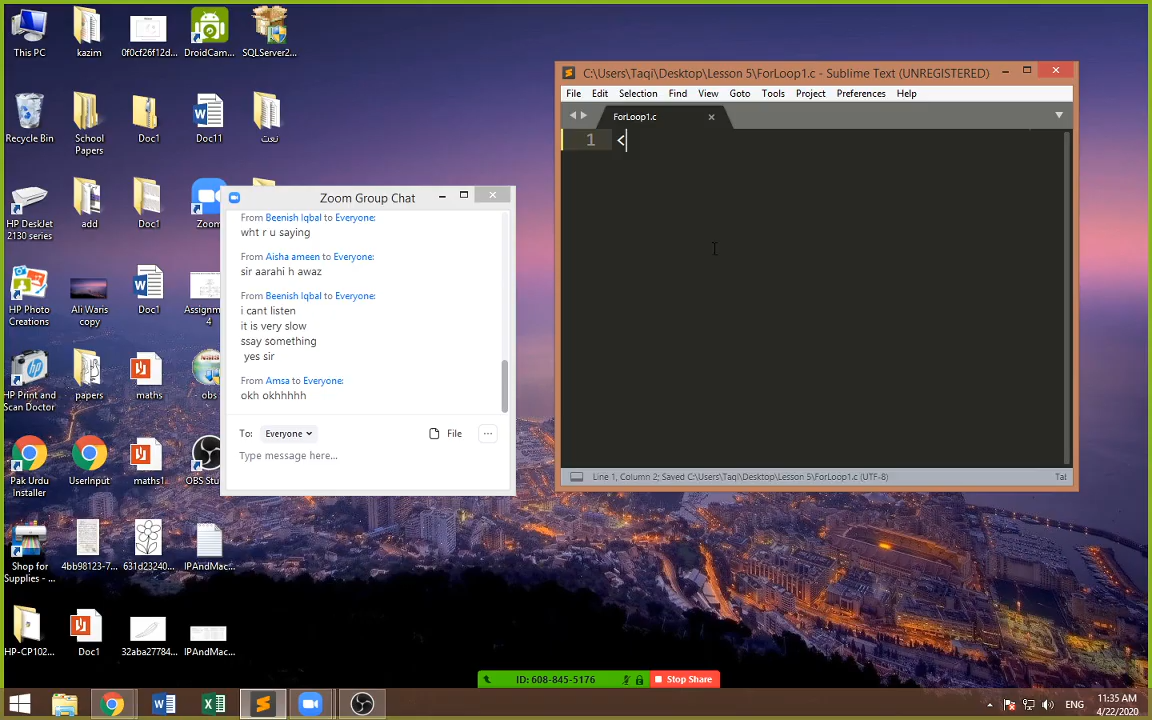 This PC
kazim
0f0cf26f12d...
DroidCam...
SQLServer2...
Recycle Bin
School
Papers
Doc1
Doc11
نعت
HP DeskJet
2130 series
add
Doc1
Zoom
HP Photo
Creations
Ali Waris
copy
Doc1
Assignm
4
HP Print and
Scan Doctor
papers
maths
obs
Pak Urdu
Installer
UserInput
maths1
OBS
Shop for
Supplies - ...
4bb98123-7...
631d23240...
IPAndMac...
HP-CP102...
Doc1
32aba27784...
IPAndMac...
Zoom Group Chat
From Beenish Iqbal to Everyone:
wht r u saying
From Aisha ameen to Everyone:
sir aarahi h awaz
From Beenish Iqbal to Everyone:
i cant listen
it is very slow
ssay something
yes sir
From Amsa to Everyone:
okh okhhhhh
To: Everyone
File
...
Type message here...
C:\Users\Taqi\Desktop\Lesson 5\ForLoop1.c - Sublime Text (UNREGISTERED)
File Edit Selection Find View Goto Tools Project Preferences Help
ForLoop1.c
1 <
Line 1, Column 2; Saved C:\Users\Taqi\Desktop\Lesson 5\ForLoop1.c (UTF-8)
Tal
ID: 608-845-5176
Stop Share
ENG
11:35 AM
4/22/2020